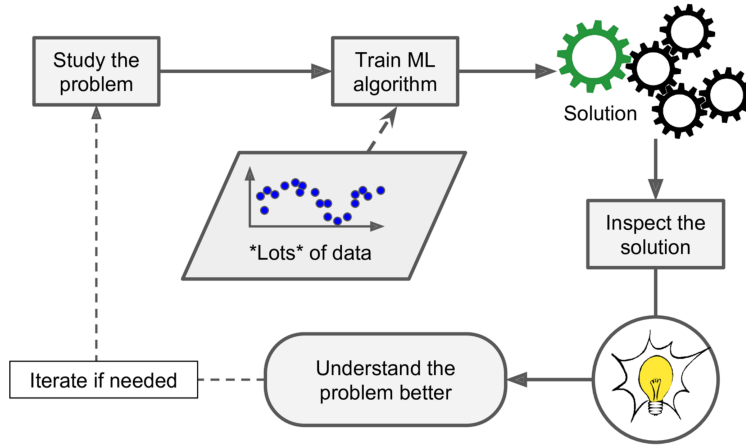 Study the
problem
Train ML
algorithm
Solution
*Lots* of data
Inspect the
solution
Understand the
problem better
Iterate if needed